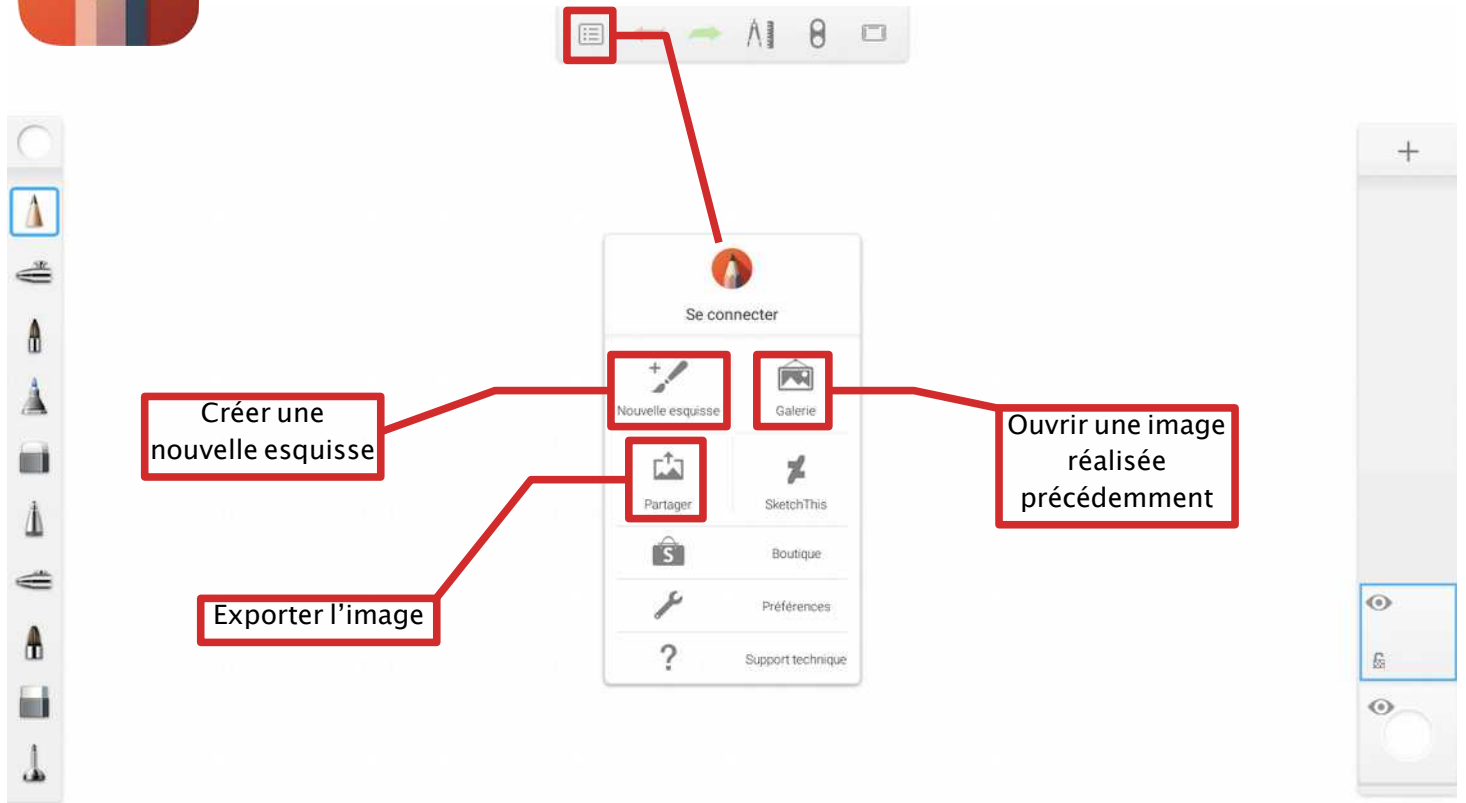 Se connecter
Nouvelle esquisse
Galerie
Créer une
nouvelle esquisse
Ouvrir une image
réalisée
précédemment
Partager
SketchThis
S
Boutique
Exporter l’image
Préférences
?
Support technique